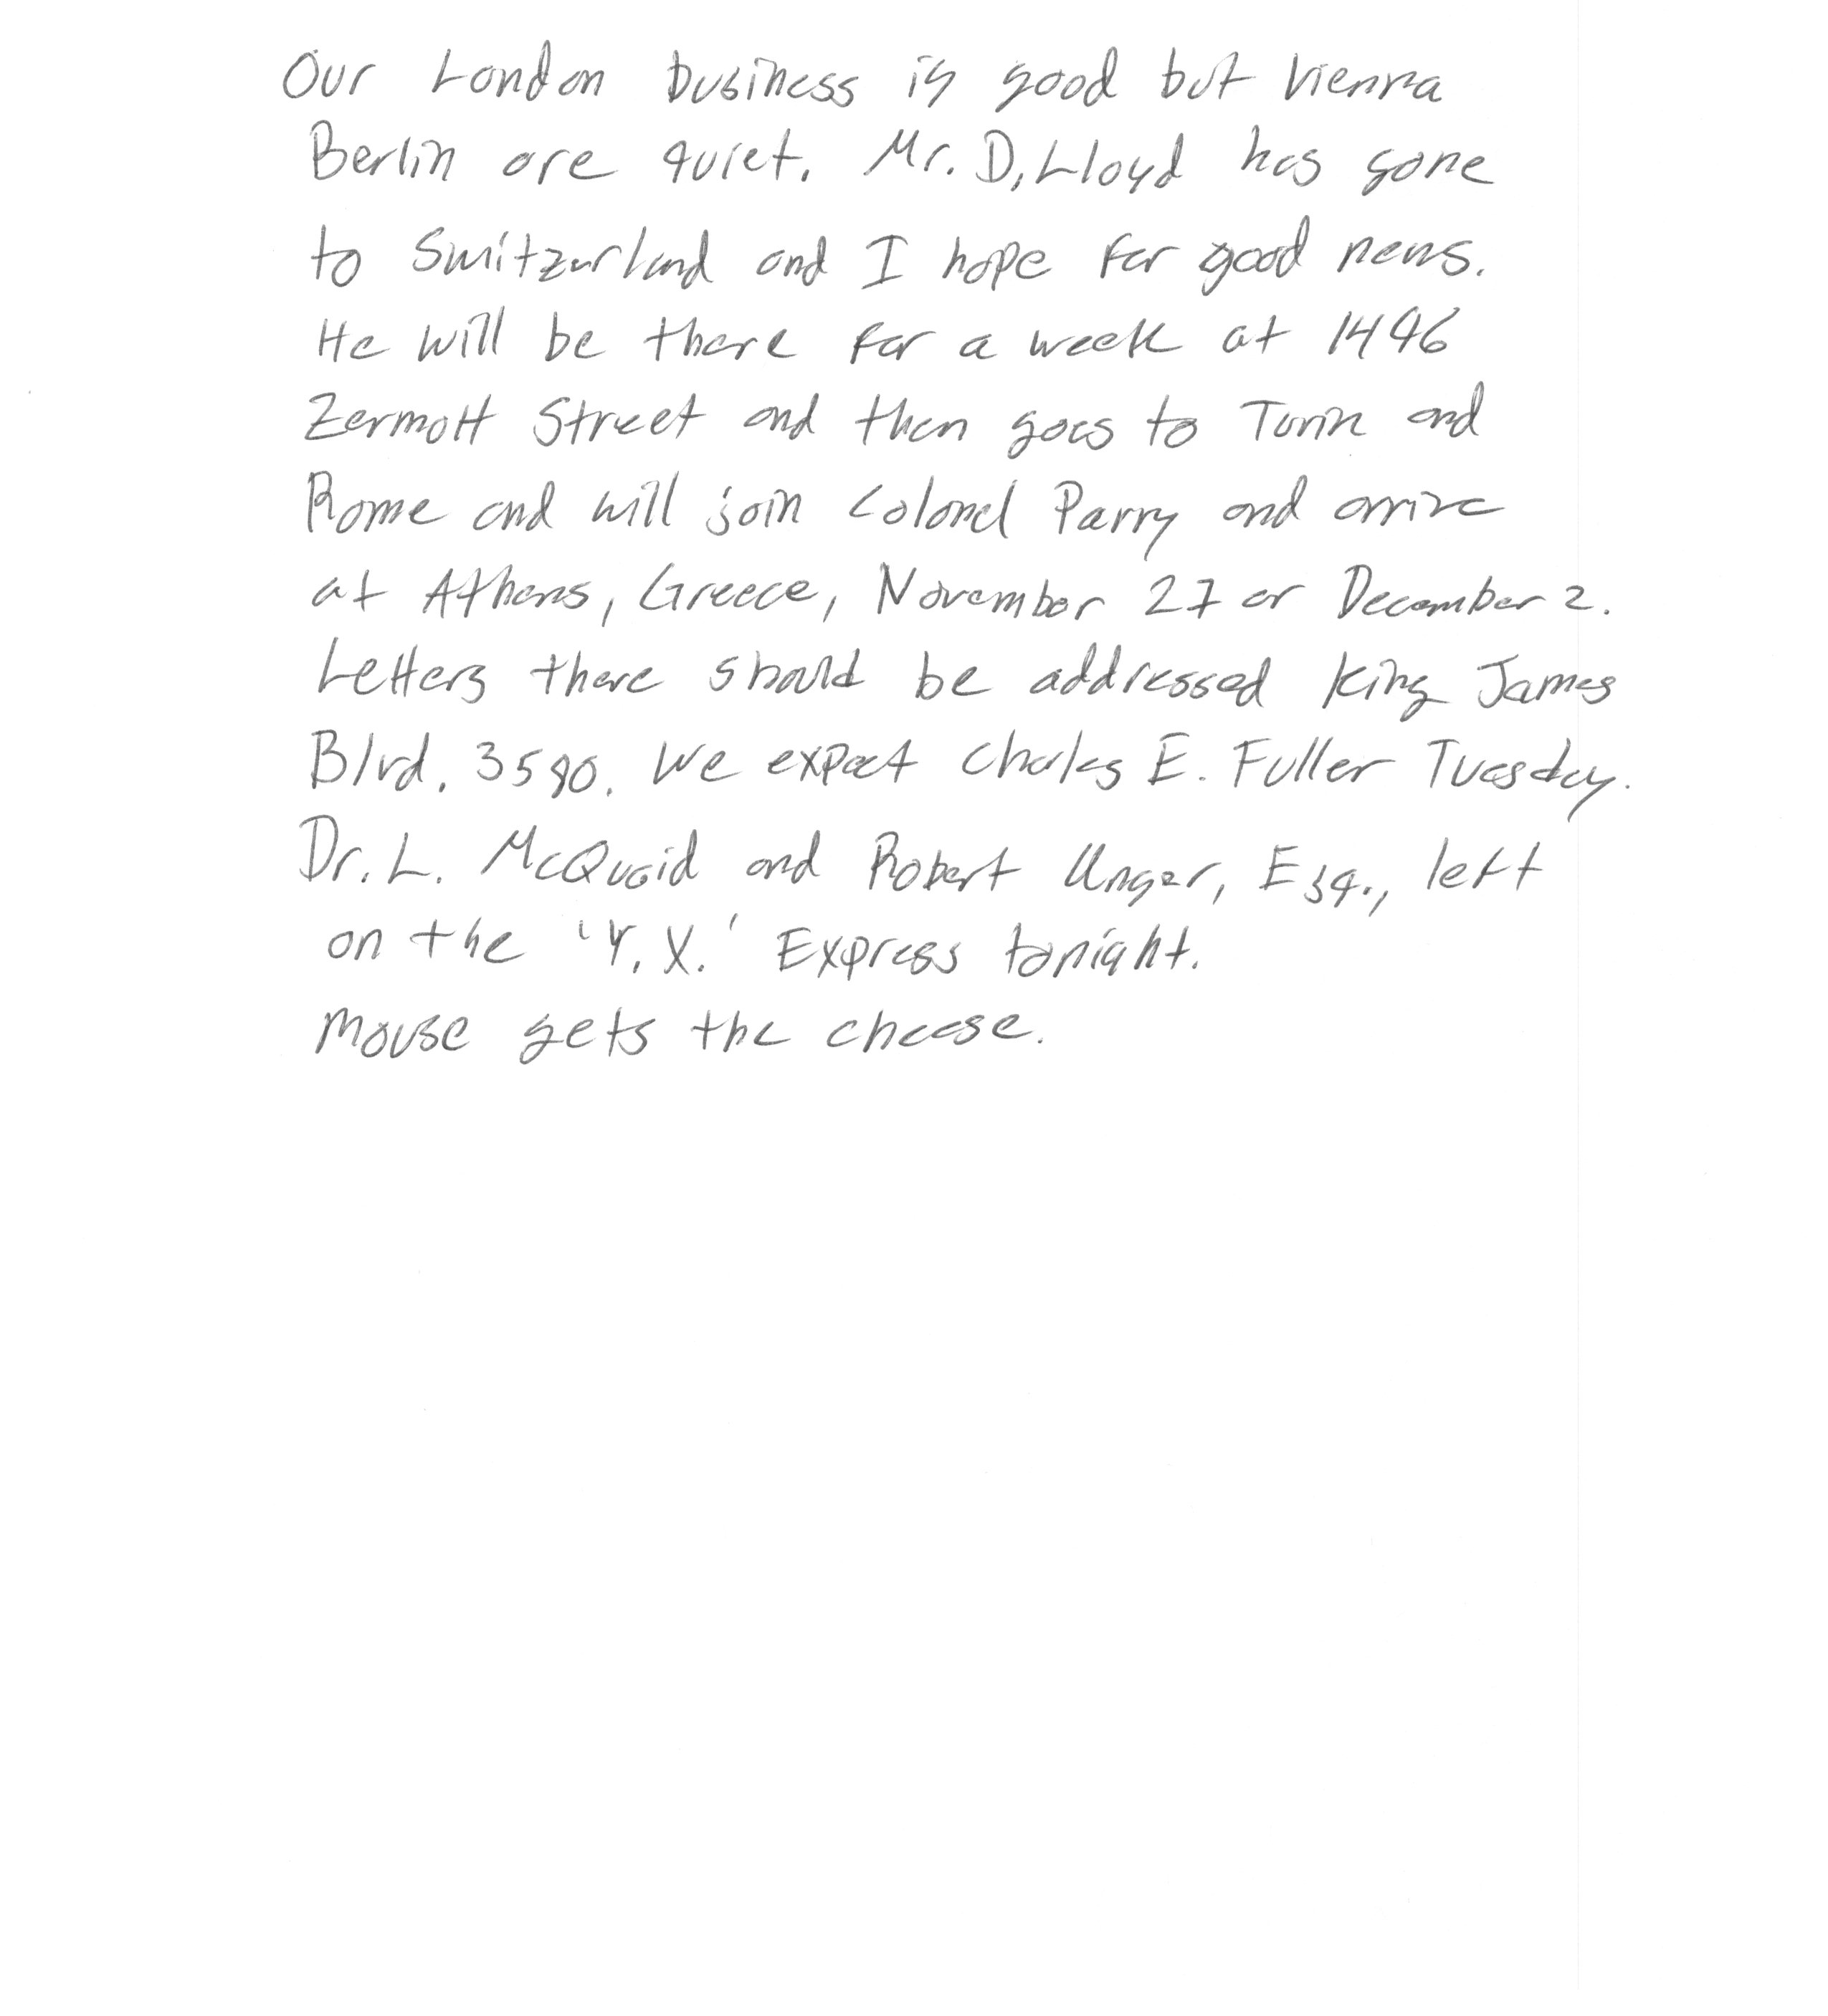 Our London business is good but Vienna
Berlin are quiet. Mr. D. Lloyd has gone
to Switzerland and I hope for good news.
He will be there for a week at 1496
Zermott Street and then goes to Turin and
Rome and will join Colonel Parry and arrive
at Athens, Greece, November 27 or December 2.
Letters there should be addressed King James
Blvd. 3580. We expect Charles E. Fuller Tuesday.
Dr. L. McQuaid and Robert Unger, Esq., left
on the 'Y.X.' Express tonight.
Mouse gets the cheese.